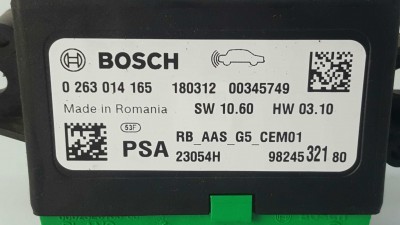 BOSCH
0 263 014 165 180312 00345749
Made in Romania SW 10.60 HW 03.10
53F RB_AAS_G5_CEM01
PSA 23054H 98245 321 80